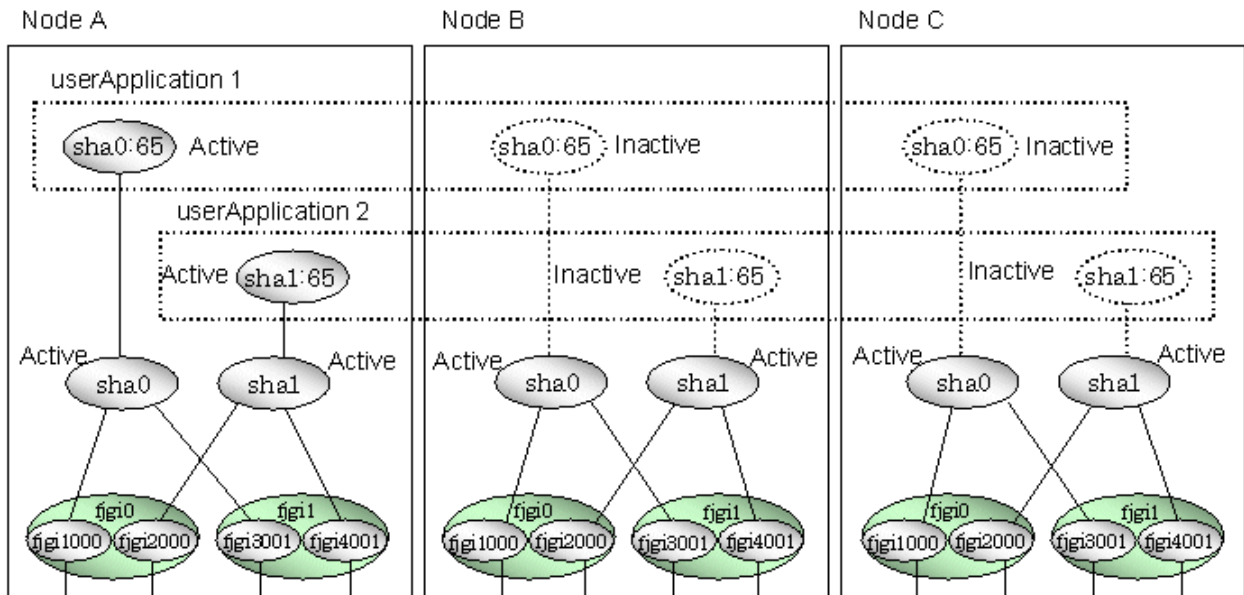 Node A
Node B
Node C
userApplication 1
sha0:65 Active
sha0:65 Inactive
sha0:65 Inactive
userApplication 2
Active sha1:65
Inactive sha1:65
Inactive sha1:65
Active sha0 sha1 Active
Active sha0 sha1 Active
Active sha0 sha1 Active
fjgi0 fjgi1
fjgi0 fjgi1
fjgi0 fjgi1
fjgi1000 fjgi2000 fjgi3001 fjgi4001
fjgi1000 fjgi2000 fjgi3001 fjgi4001
fjgi1000 fjgi2000 fjgi3001 fjgi4001